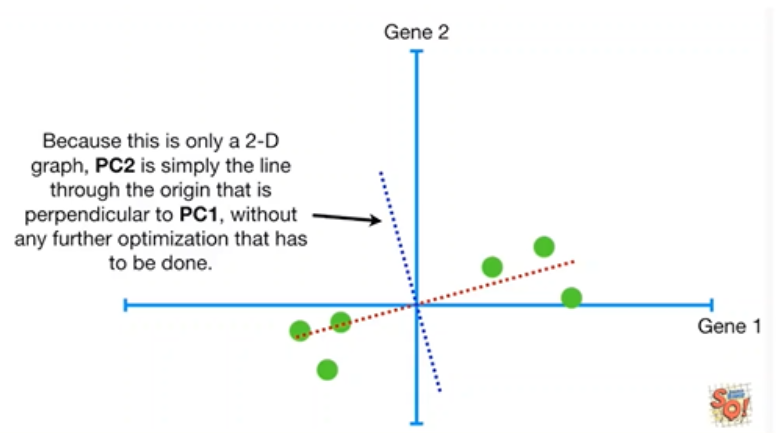 Gene 2
Because this is only a 2-D
graph, PC2 is simply the line
through the origin that is
perpendicular to PC1, without
any further optimization that has
to be done.
Gene 1
SQ!